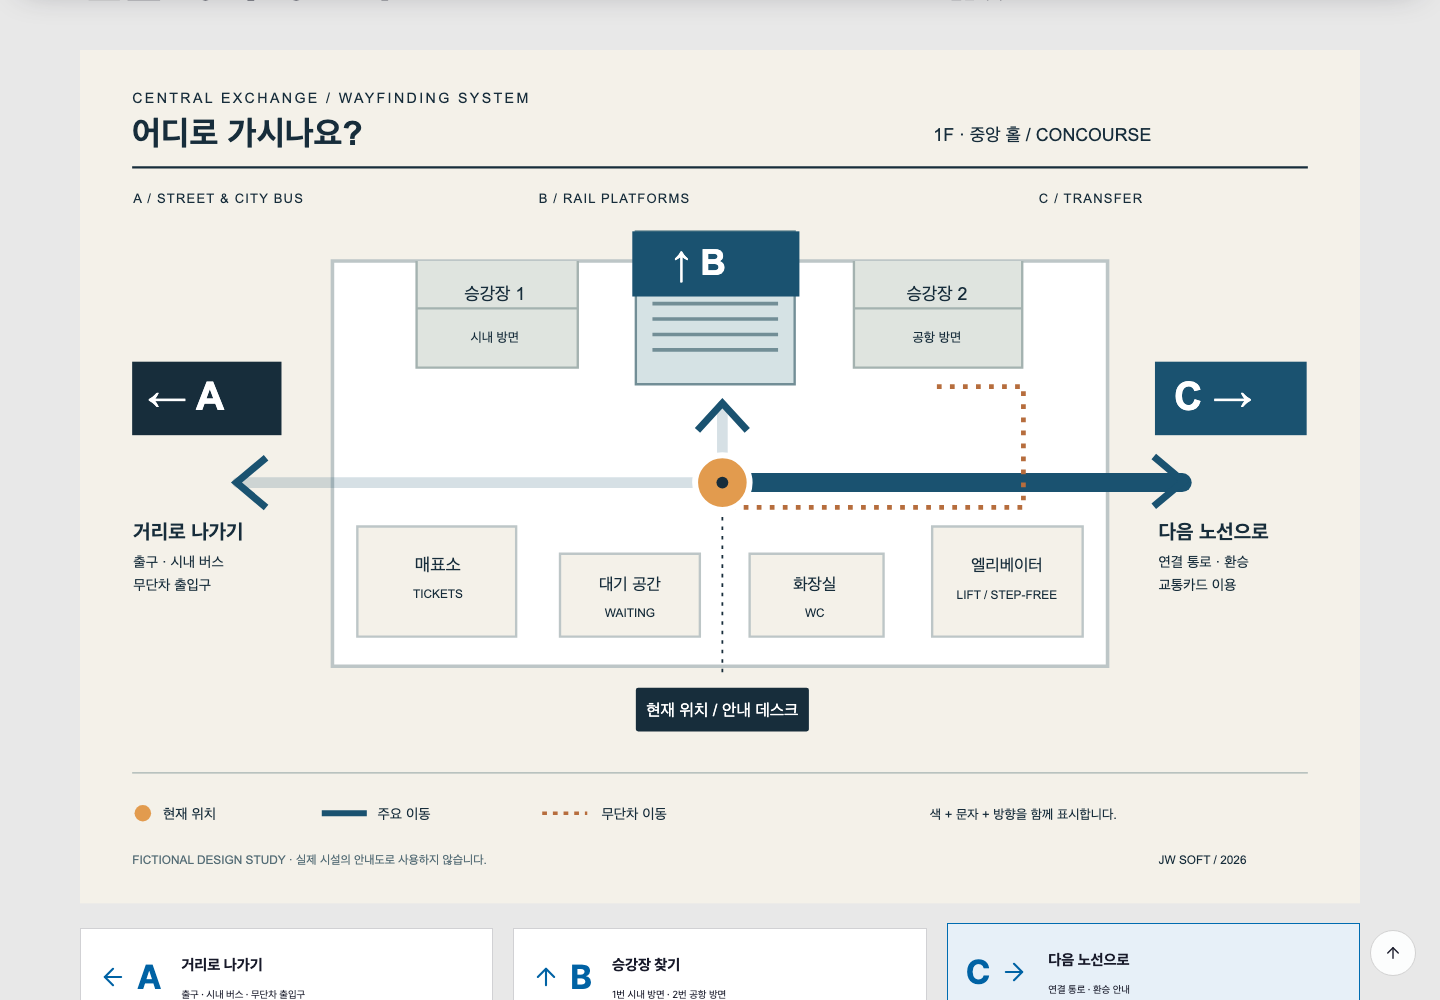 CENTRAL EXCHANGE / WAYFINDING SYSTEM
어디로 가시나요?
1F · 중앙 홀 / CONCOURSE
A / STREET & CITY BUS
B / RAIL PLATFORMS
C / TRANSFER
↑ B
승강장 1
시내 방면
승강장 2
공항 방면
← A
C →
거리로 나가기
출구 · 시내 버스
무단차 출입구
다음 노선으로
연결 통로 · 환승
교통카드 이용
매표소
TICKETS
대기 공간
WAITING
화장실
WC
엘리베이터
LIFT / STEP-FREE
현재 위치 / 안내 데스크
현재 위치
주요 이동
무단차 이동
색 + 문자 + 방향을 함께 표시합니다.
FICTIONAL DESIGN STUDY · 실제 시설의 안내도로 사용하지 않습니다.
JW SOFT / 2026
← A
거리로 나가기
출구 · 시내 버스 · 무단차 출입구
↑ B
승강장 찾기
1번 시내 방면 · 2번 공항 방면
C →
다음 노선으로
연결 통로 · 환승 안내
↑